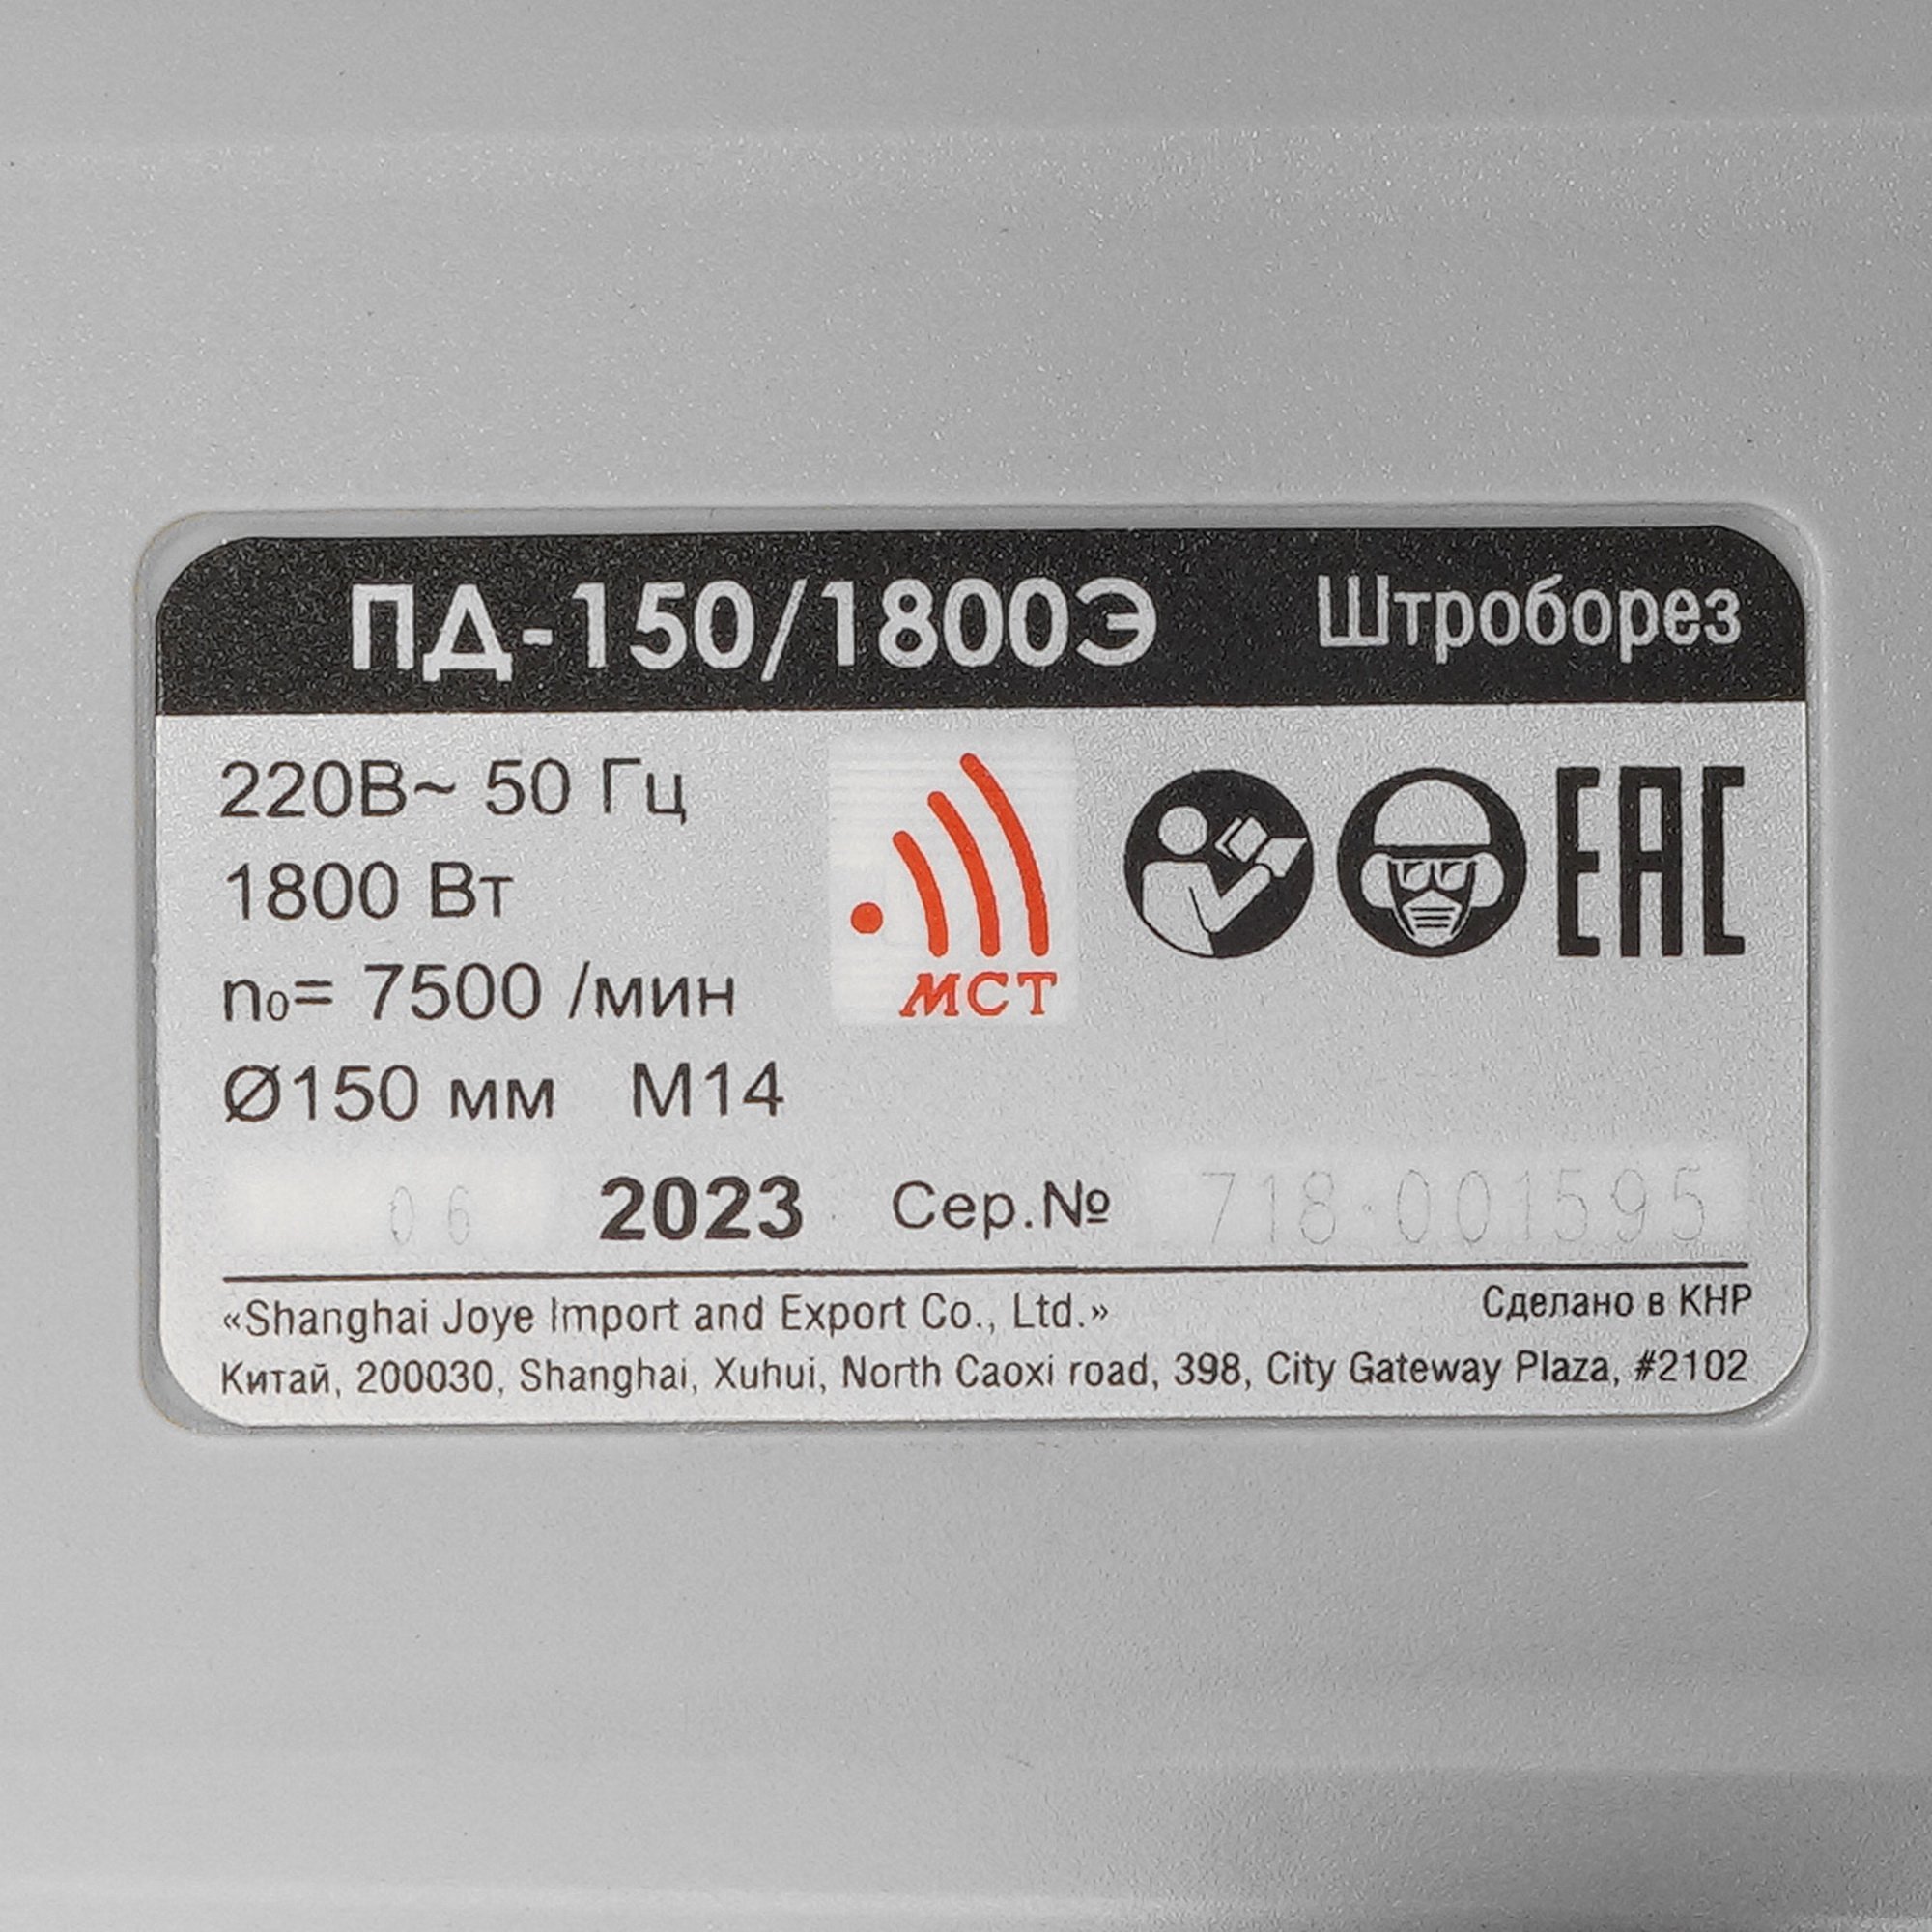 ПД-150/1800Э Штроборез
220В~ 50 Гц
1800 Вт
n₀= 7500 /мин
Ø150 мм M14
МСТ
EAC
06 2023 Сер.№ 718·001595
«Shanghai Joye Import and Export Co., Ltd.» Сделано в КНР
Китай, 200030, Shanghai, Xuhui, North Caoxi road, 398, City Gateway Plaza, #2102